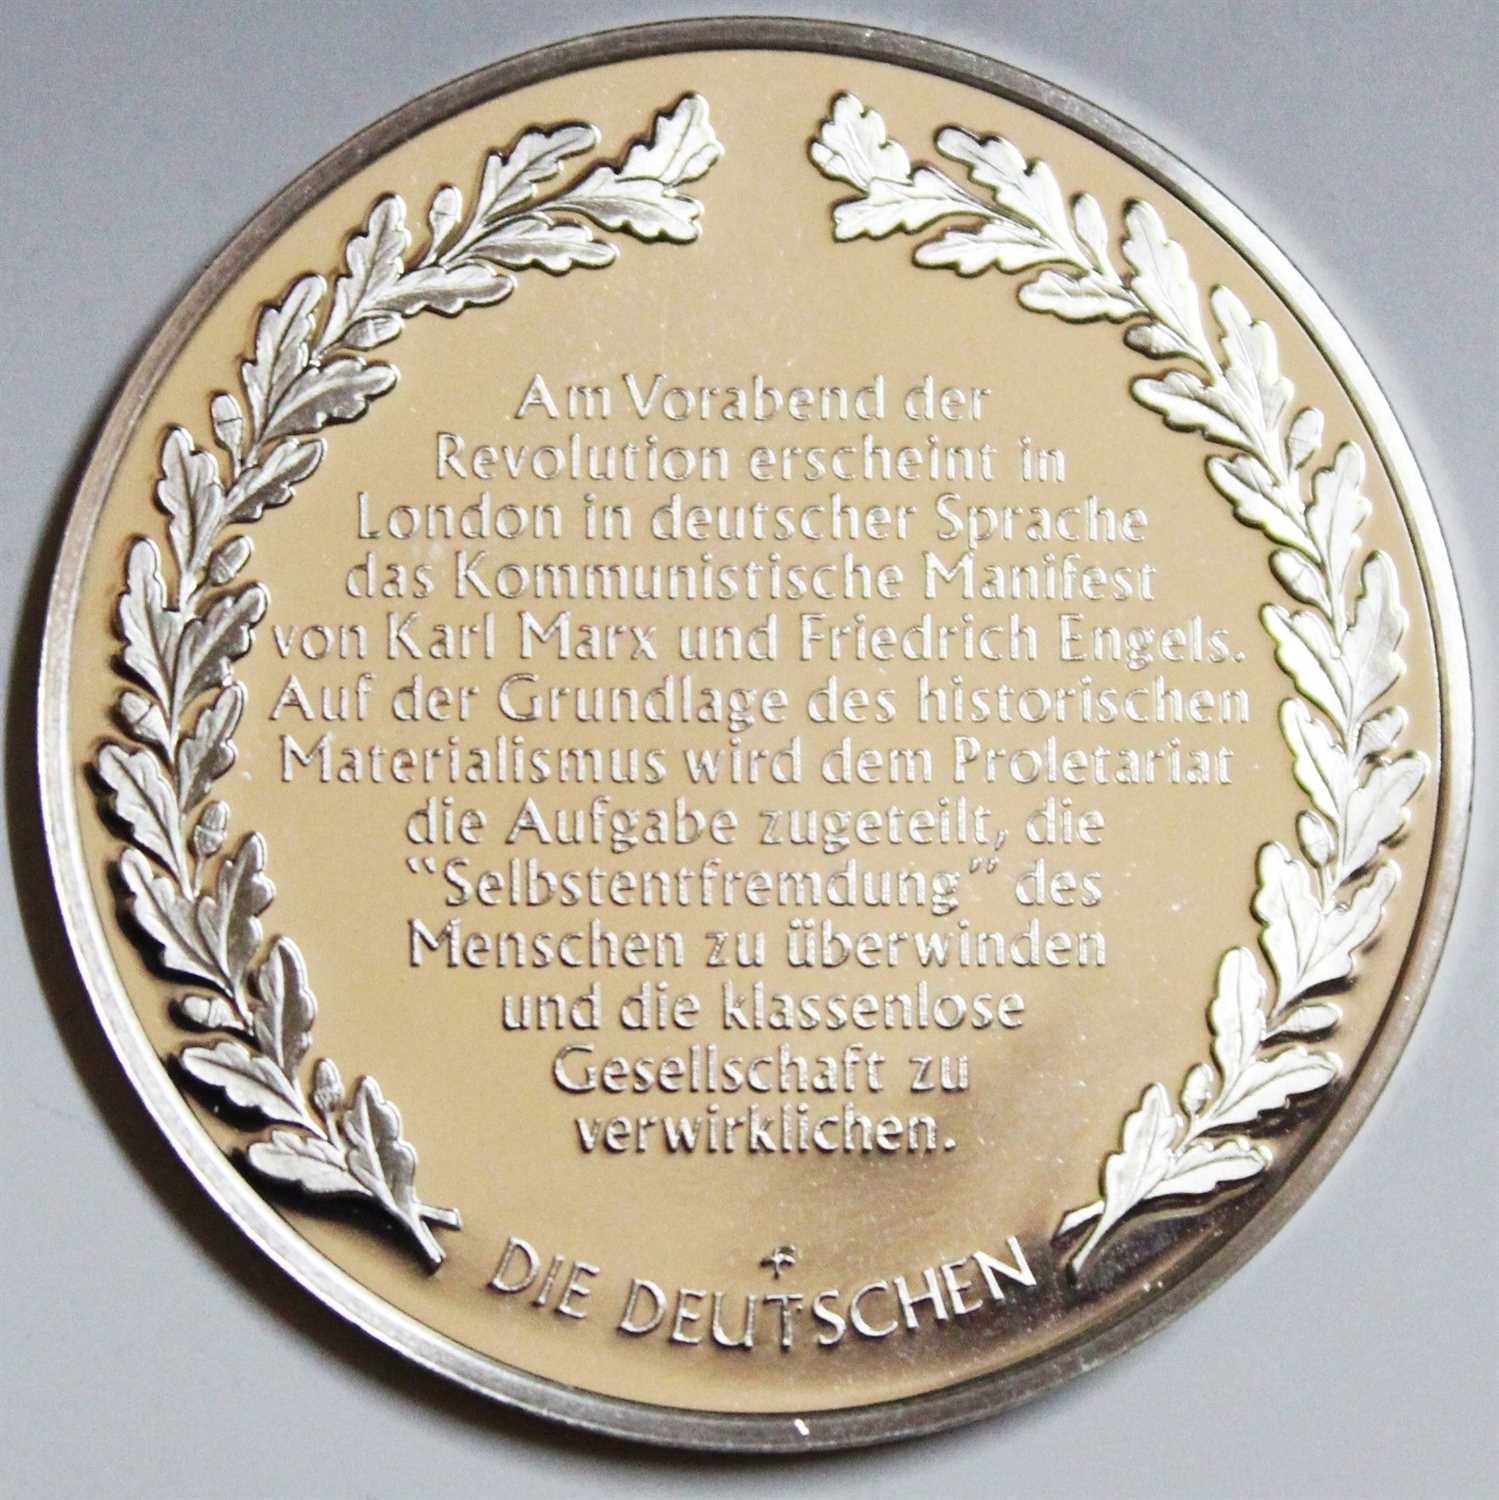 Am Vorabend der
Revolution erscheint in
London in deutscher Sprache
das Kommunistische Manifest
von Karl Marx und Friedrich Engels.
Auf der Grundlage des historischen
Materialismus wird dem Proletariat
die Aufgabe zugeteilt, die
“Selbstentfremdung” des
Menschen zu überwinden
und die klassenlose
Gesellschaft zu
verwirklichen.
DIE DEUTSCHEN